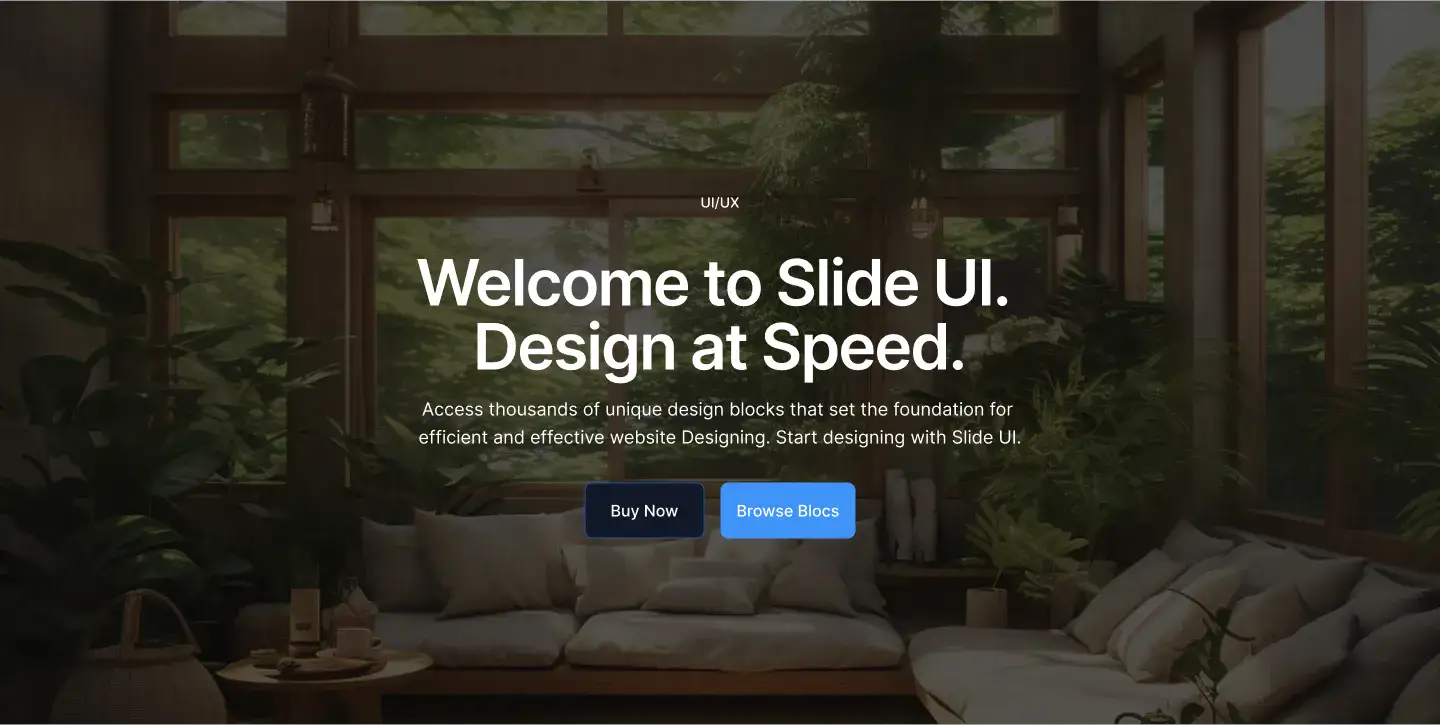 UI/UX
Welcome to Slide UI.
Design at Speed.
Access thousands of unique design blocks that set the foundation for
efficient and effective website Designing. Start designing with Slide UI.
Buy Now
Browse Blocs